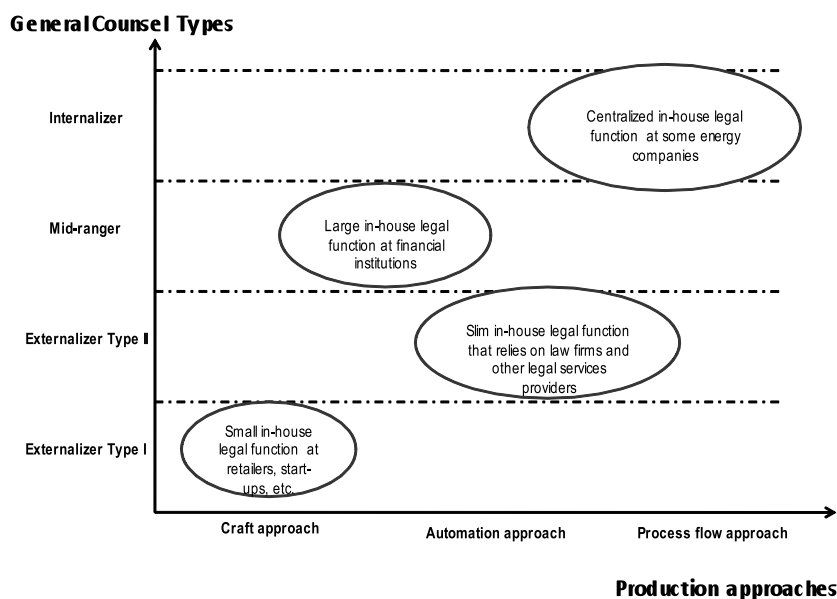 General Counsel Types
Internalizer
Centralized in-house legal
function at some energy
companies
Mid-ranger
Large in-house legal
function at financial
institutions
Externalizer Type II
Slim in-house legal function
that relies on law firms and
other legal services
providers
Externalizer Type I
Small in-house
legal function at
retailers, start-
ups, etc.
Craft approach
Automation approach
Process flow approach
Production approaches